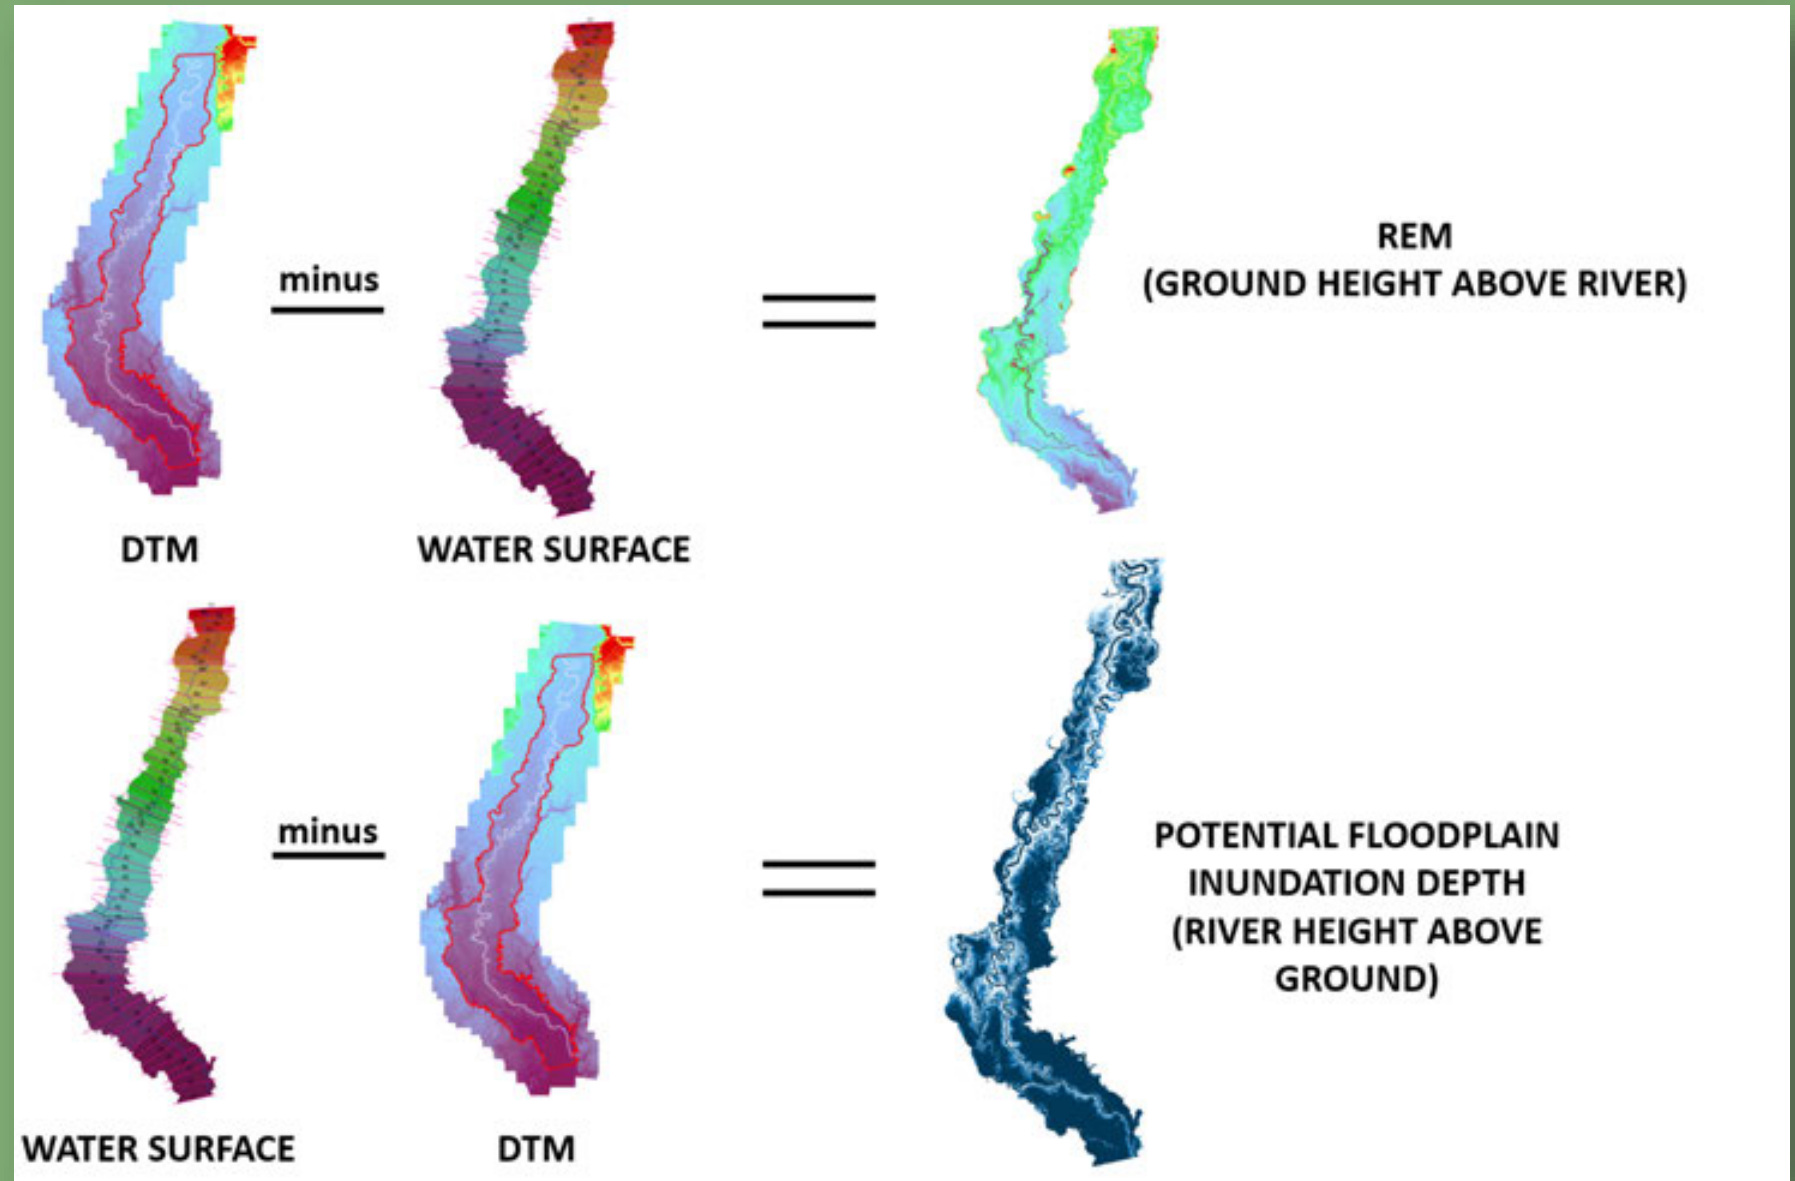 minus
REM
(GROUND HEIGHT ABOVE RIVER)
DTM
WATER SURFACE
minus
POTENTIAL FLOODPLAIN
INUNDATION DEPTH
(RIVER HEIGHT ABOVE
GROUND)
WATER SURFACE
DTM